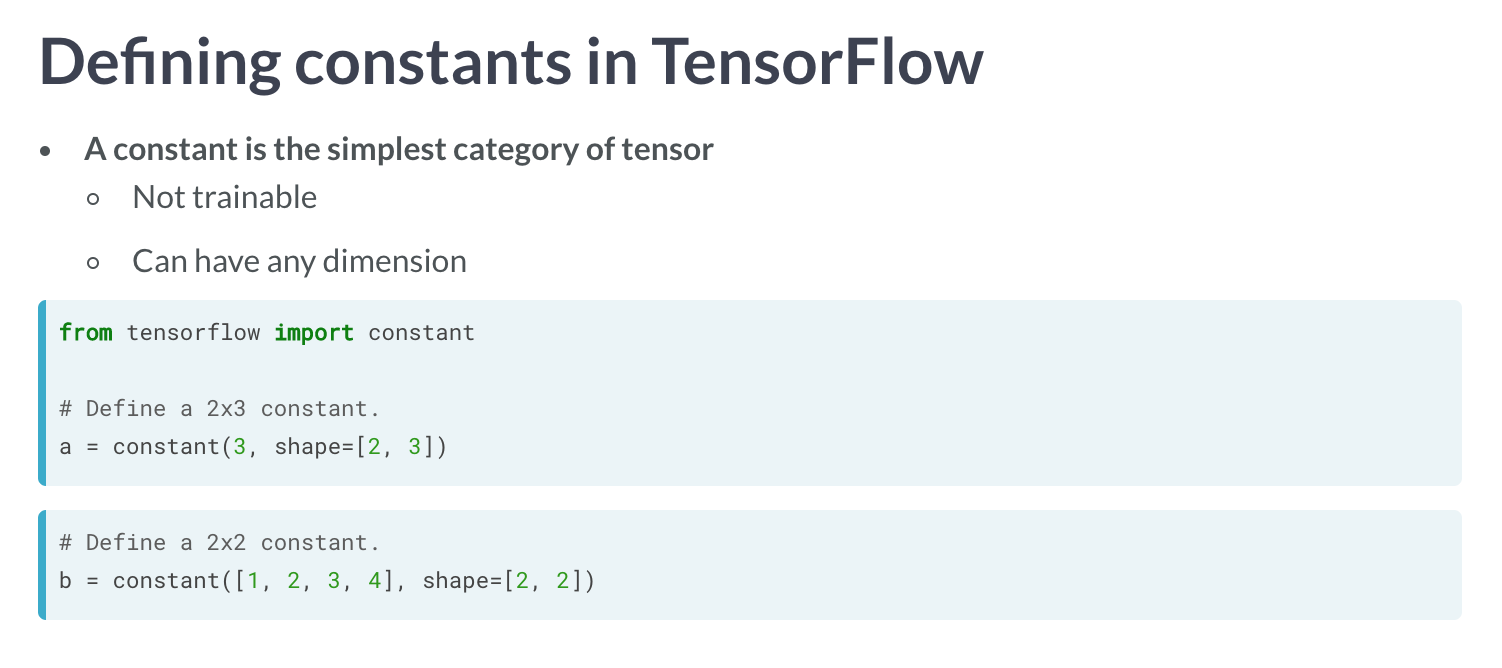 Defining constants in TensorFlow
• A constant is the simplest category of tensor
◦ Not trainable
◦ Can have any dimension
from tensorflow import constant
# Define a 2x3 constant.
a = constant(3, shape=[2, 3])
# Define a 2x2 constant.
b = constant([1, 2, 3, 4], shape=[2, 2])